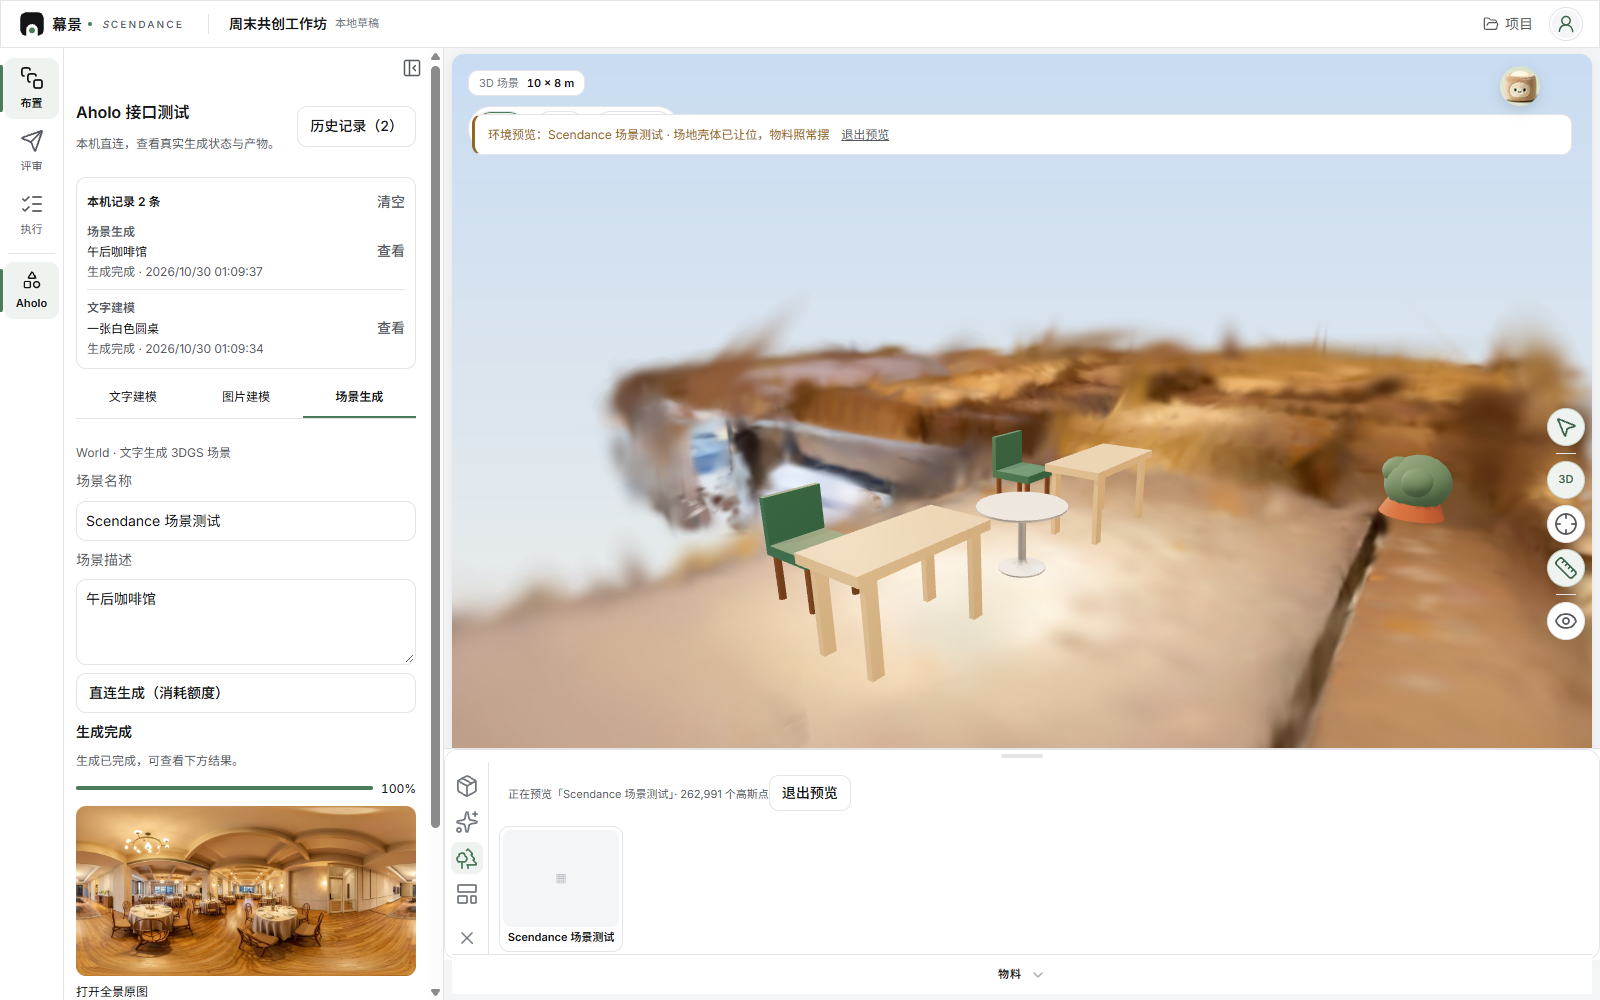 幕景 • SCENDANCE
周末共创工作坊 本地草稿
项目
布置
评审
执行
Aholo
Aholo 接口测试
历史记录（2）
本机直连，查看真实生成状态与产物。
本机记录 2 条
清空
场景生成
午后咖啡馆
查看
生成完成 · 2026/10/30 01:09:37
文字建模
一张白色圆桌
查看
生成完成 · 2026/10/30 01:09:34
文字建模
图片建模
场景生成
World · 文字生成 3DGS 场景
场景名称
Scendance 场景测试
场景描述
午后咖啡馆
直连生成（消耗额度）
生成完成
生成已完成，可查看下方结果。
100%
打开全景原图
3D 场景 10 × 8 m
环境预览：Scendance 场景测试 · 场地壳体已让位，物料照常摆 退出预览
3D
正在预览「Scendance 场景测试」· 262,991 个高斯点
退出预览
Scendance 场景测试
物料